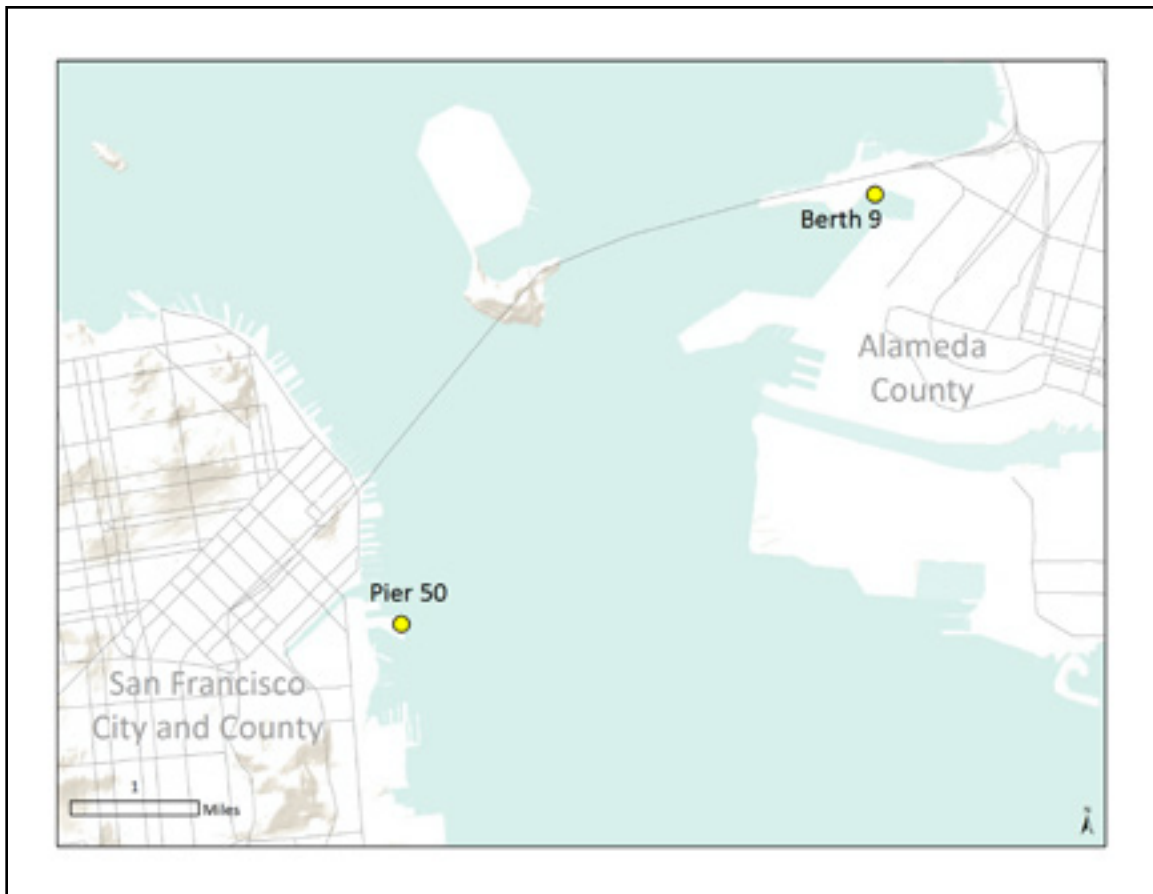 Berth 9
Alameda
County
Pier 50
San Francisco
City and County
1
Miles
N